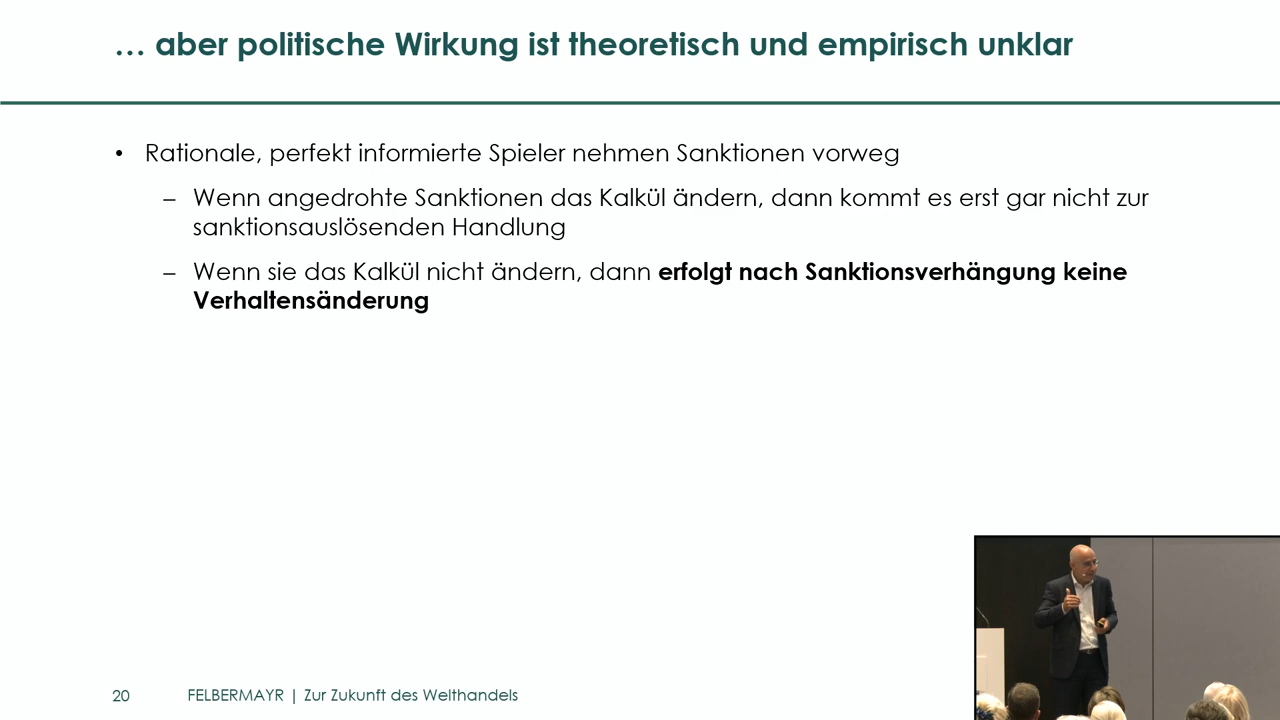 … aber politische Wirkung ist theoretisch und empirisch unklar
• Rationale, perfekt informierte Spieler nehmen Sanktionen vorweg
– Wenn angedrohte Sanktionen das Kalkül ändern, dann kommt es erst gar nicht zur
sanktionsauslösenden Handlung
– Wenn sie das Kalkül nicht ändern, dann erfolgt nach Sanktionsverhängung keine
Verhaltensänderung
20 FELBERMAYR | Zur Zukunft des Welthandels